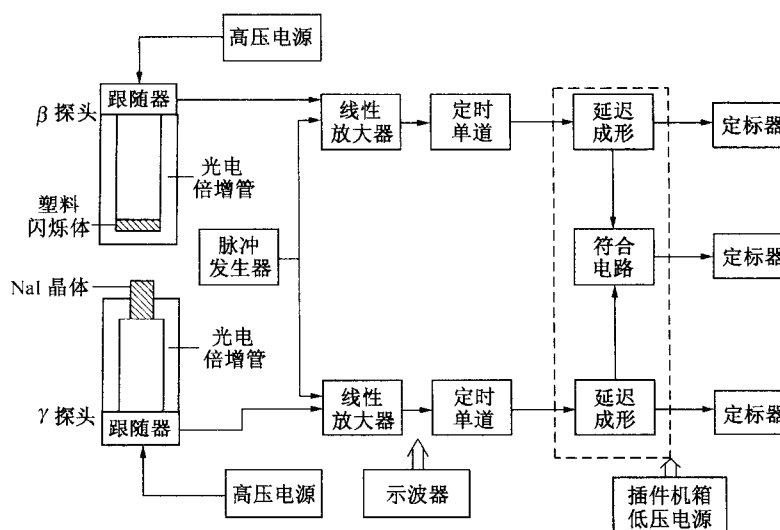 高压电源
跟随器
β探头
线性
放大器
定时
单道
延迟
成形
定标器
光电
倍增管
塑料
闪烁体
脉冲
发生器
符合
电路
定标器
NaI 晶体
光电
倍增管
γ探头
跟随器
线性
放大器
定时
单道
延迟
成形
定标器
高压电源
示波器
插件机箱
低压电源